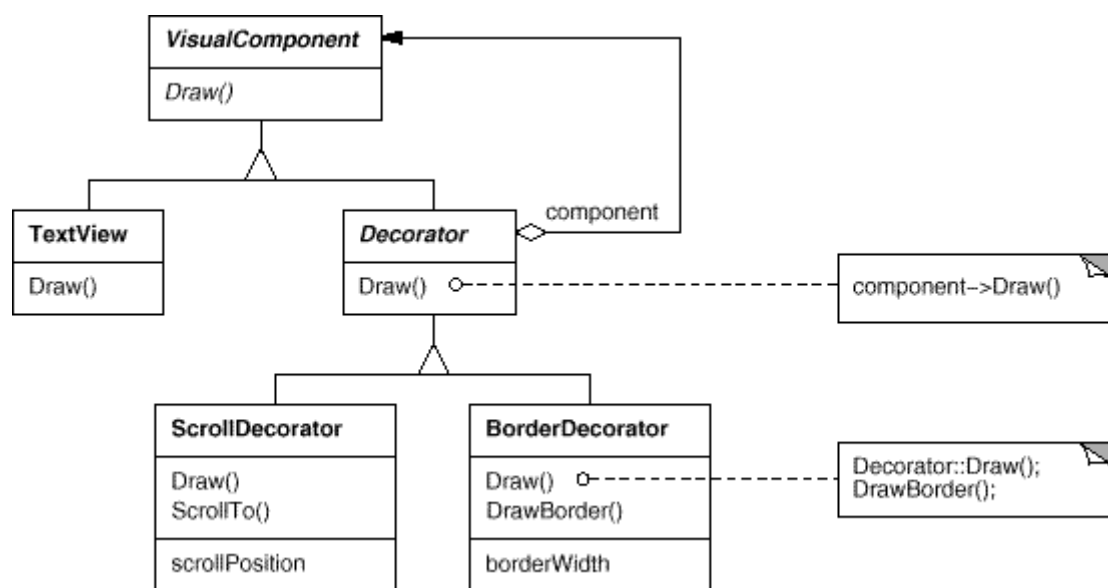 VisualComponent
Draw()
component
TextView
Draw()
Decorator
Draw()
component->Draw()
ScrollDecorator
Draw()
ScrollTo()
scrollPosition
BorderDecorator
Draw()
DrawBorder()
borderWidth
Decorator::Draw();
DrawBorder();